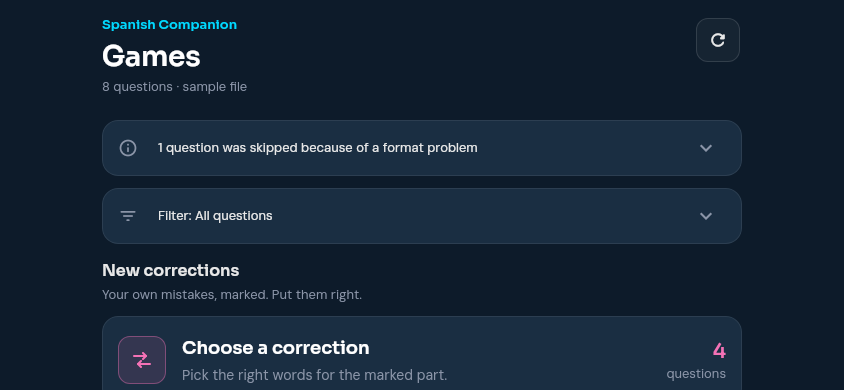 Spanish Companion
Games
8 questions · sample file
1 question was skipped because of a format problem
Filter: All questions
New corrections
Your own mistakes, marked. Put them right.
Choose a correction
4
Pick the right words for the marked part.
questions